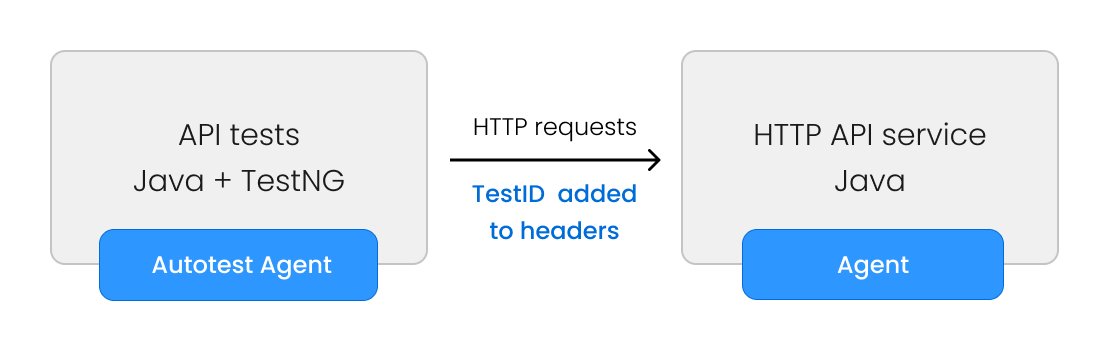 API tests
Java + TestNG
Autotest Agent
HTTP requests
TestID added
to headers
HTTP API service
Java
Agent